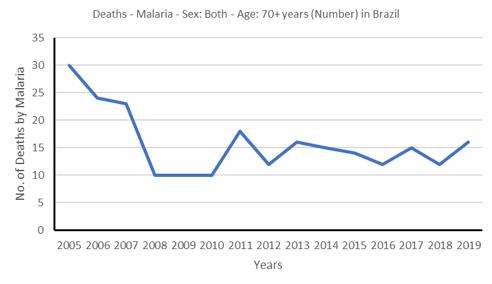 Deaths - Malaria - Sex: Both - Age: 70+ years (Number) in Brazil
No. of Deaths by Malaria
35
30
25
20
15
10
5
0
2005 2006 2007 2008 2009 2010 2011 2012 2013 2014 2015 2016 2017 2018 2019
Years